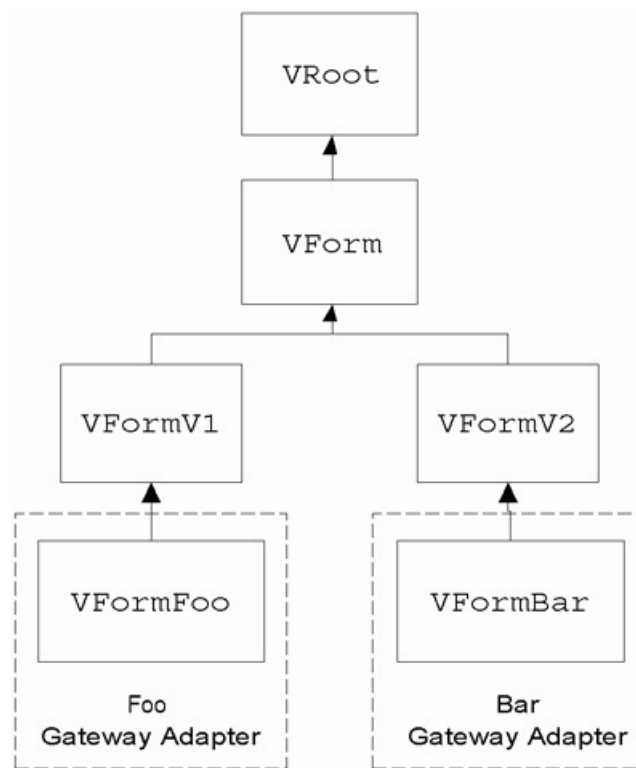 VRoot
VForm
VFormV1
VFormV2
VFormFoo
VFormBar
Foo
Gateway Adapter
Bar
Gateway Adapter